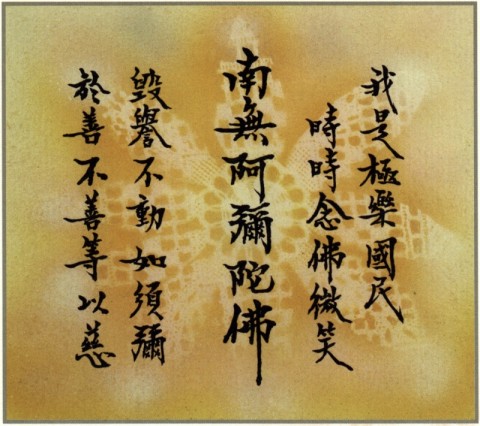 我是極樂國民
時時念佛微笑
南無阿彌陀佛
毀譽不動如須彌
於善不善等以慈